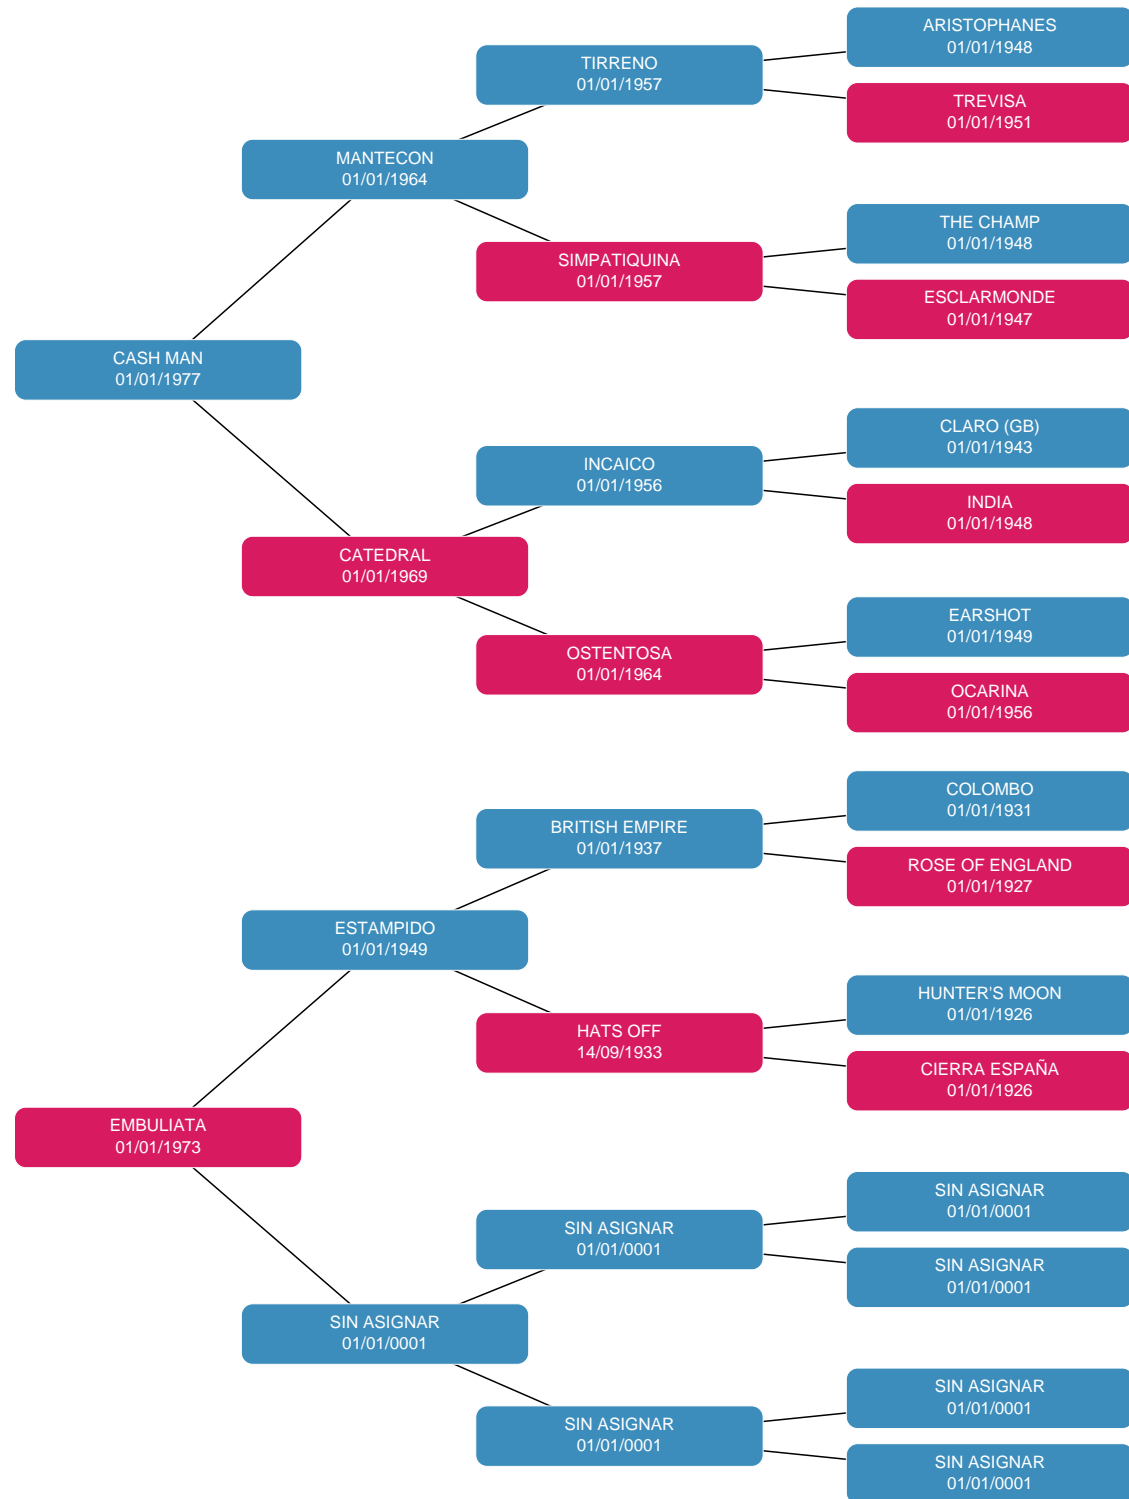 ARISTOPHANES
01/01/1948
TIRRENO
01/01/1957
TREVISA
01/01/1951
MANTECON
01/01/1964
THE CHAMP
01/01/1948
SIMPATIQUINA
01/01/1957
ESCLARMONDE
01/01/1947
CASH MAN
01/01/1977
CLARO (GB)
01/01/1943
INCAICO
01/01/1956
INDIA
01/01/1948
CATEDRAL
01/01/1969
EARSHOT
01/01/1949
OSTENTOSA
01/01/1964
OCARINA
01/01/1956
COLOMBO
01/01/1931
BRITISH EMPIRE
01/01/1937
ROSE OF ENGLAND
01/01/1927
ESTAMPIDO
01/01/1949
HUNTER'S MOON
01/01/1926
HATS OFF
14/09/1933
CIERRA ESPAÑA
01/01/1926
EMBULIATA
01/01/1973
SIN ASIGNAR
01/01/0001
SIN ASIGNAR
01/01/0001
SIN ASIGNAR
01/01/0001
SIN ASIGNAR
01/01/0001
SIN ASIGNAR
01/01/0001
SIN ASIGNAR
01/01/0001
SIN ASIGNAR
01/01/0001